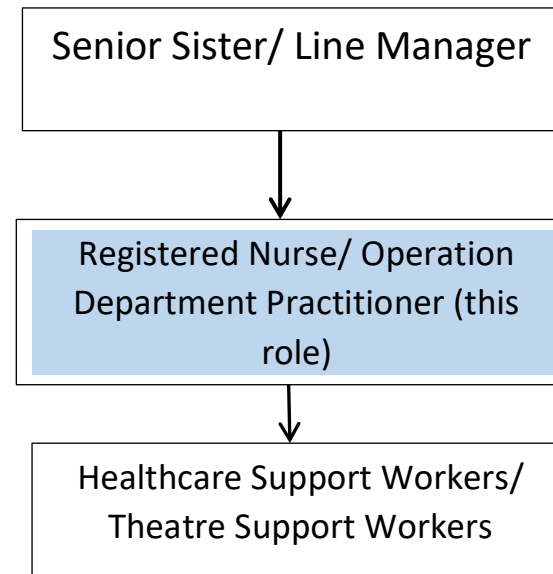 Senior Sister/ Line Manager
Registered Nurse/ Operation
Department Practitioner (this
role)
Healthcare Support Workers/
Theatre Support Workers